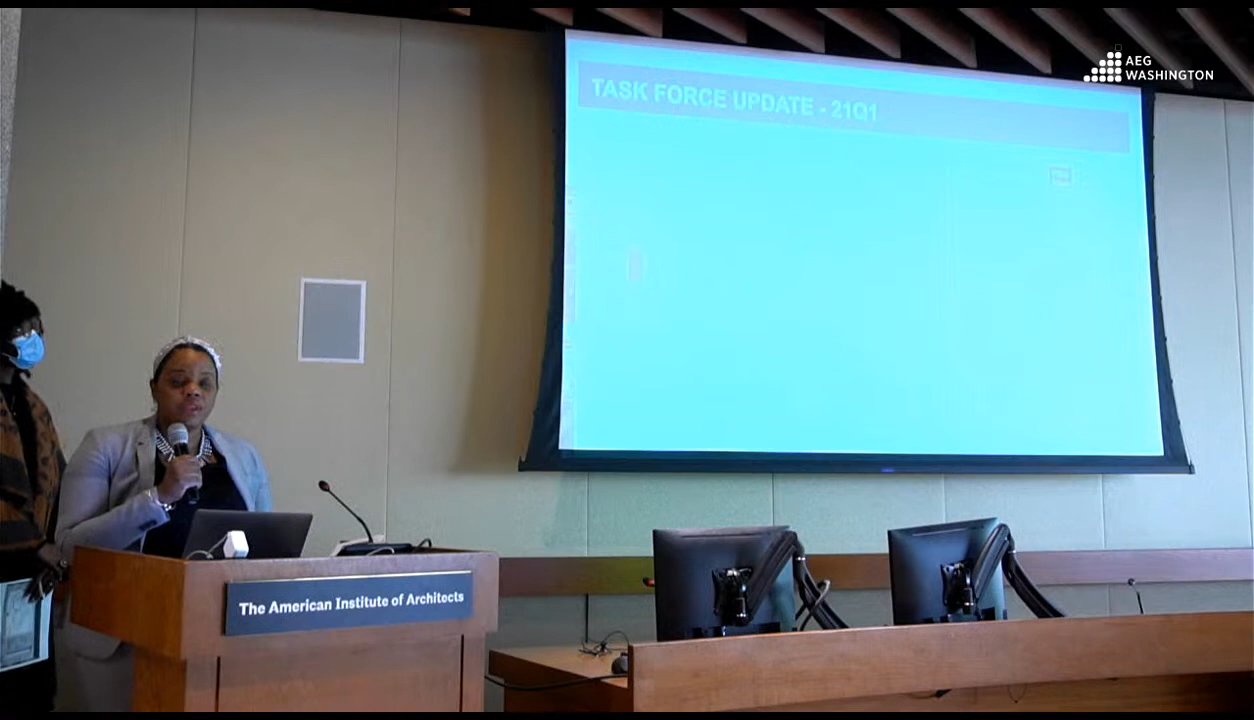 AEG
WASHINGTON
TASK FORCE UPDATE - 21Q1
The American Institute of Architects